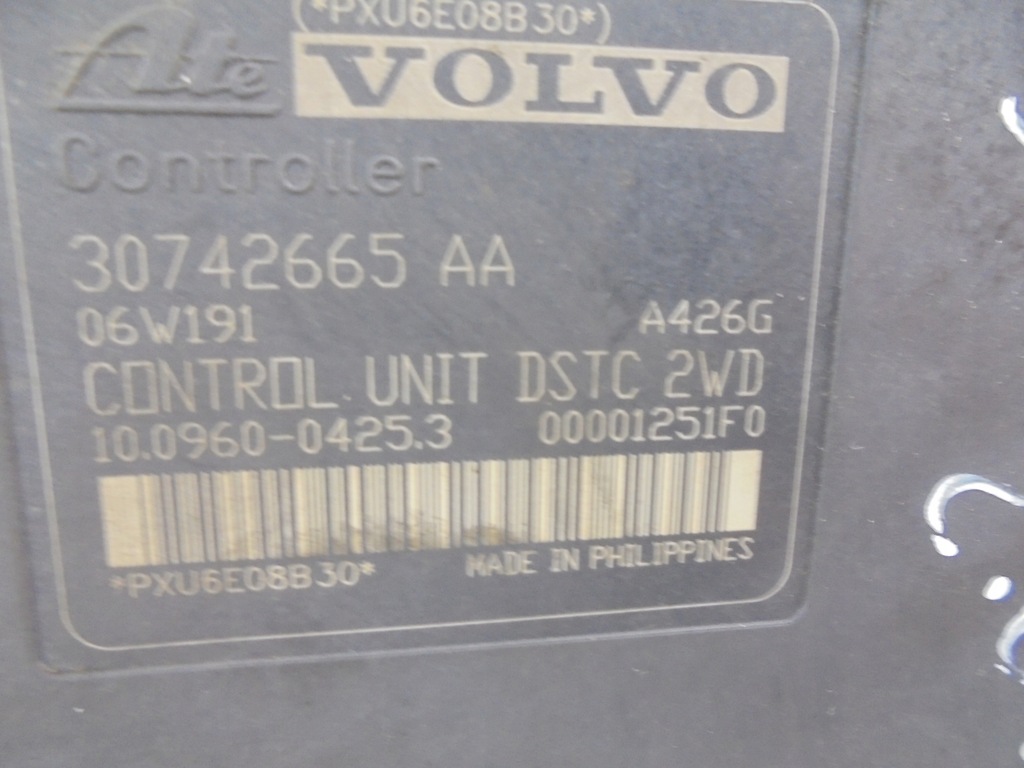 (*PXU6E08B30*)
Ate VOLVO
Controller
30742665 AA
06W191 A426G
CONTROL UNIT DSTC 2WD
10.0960-0425.3 00001251F0
*PXU6E08B30* MADE IN PHILIPPINES